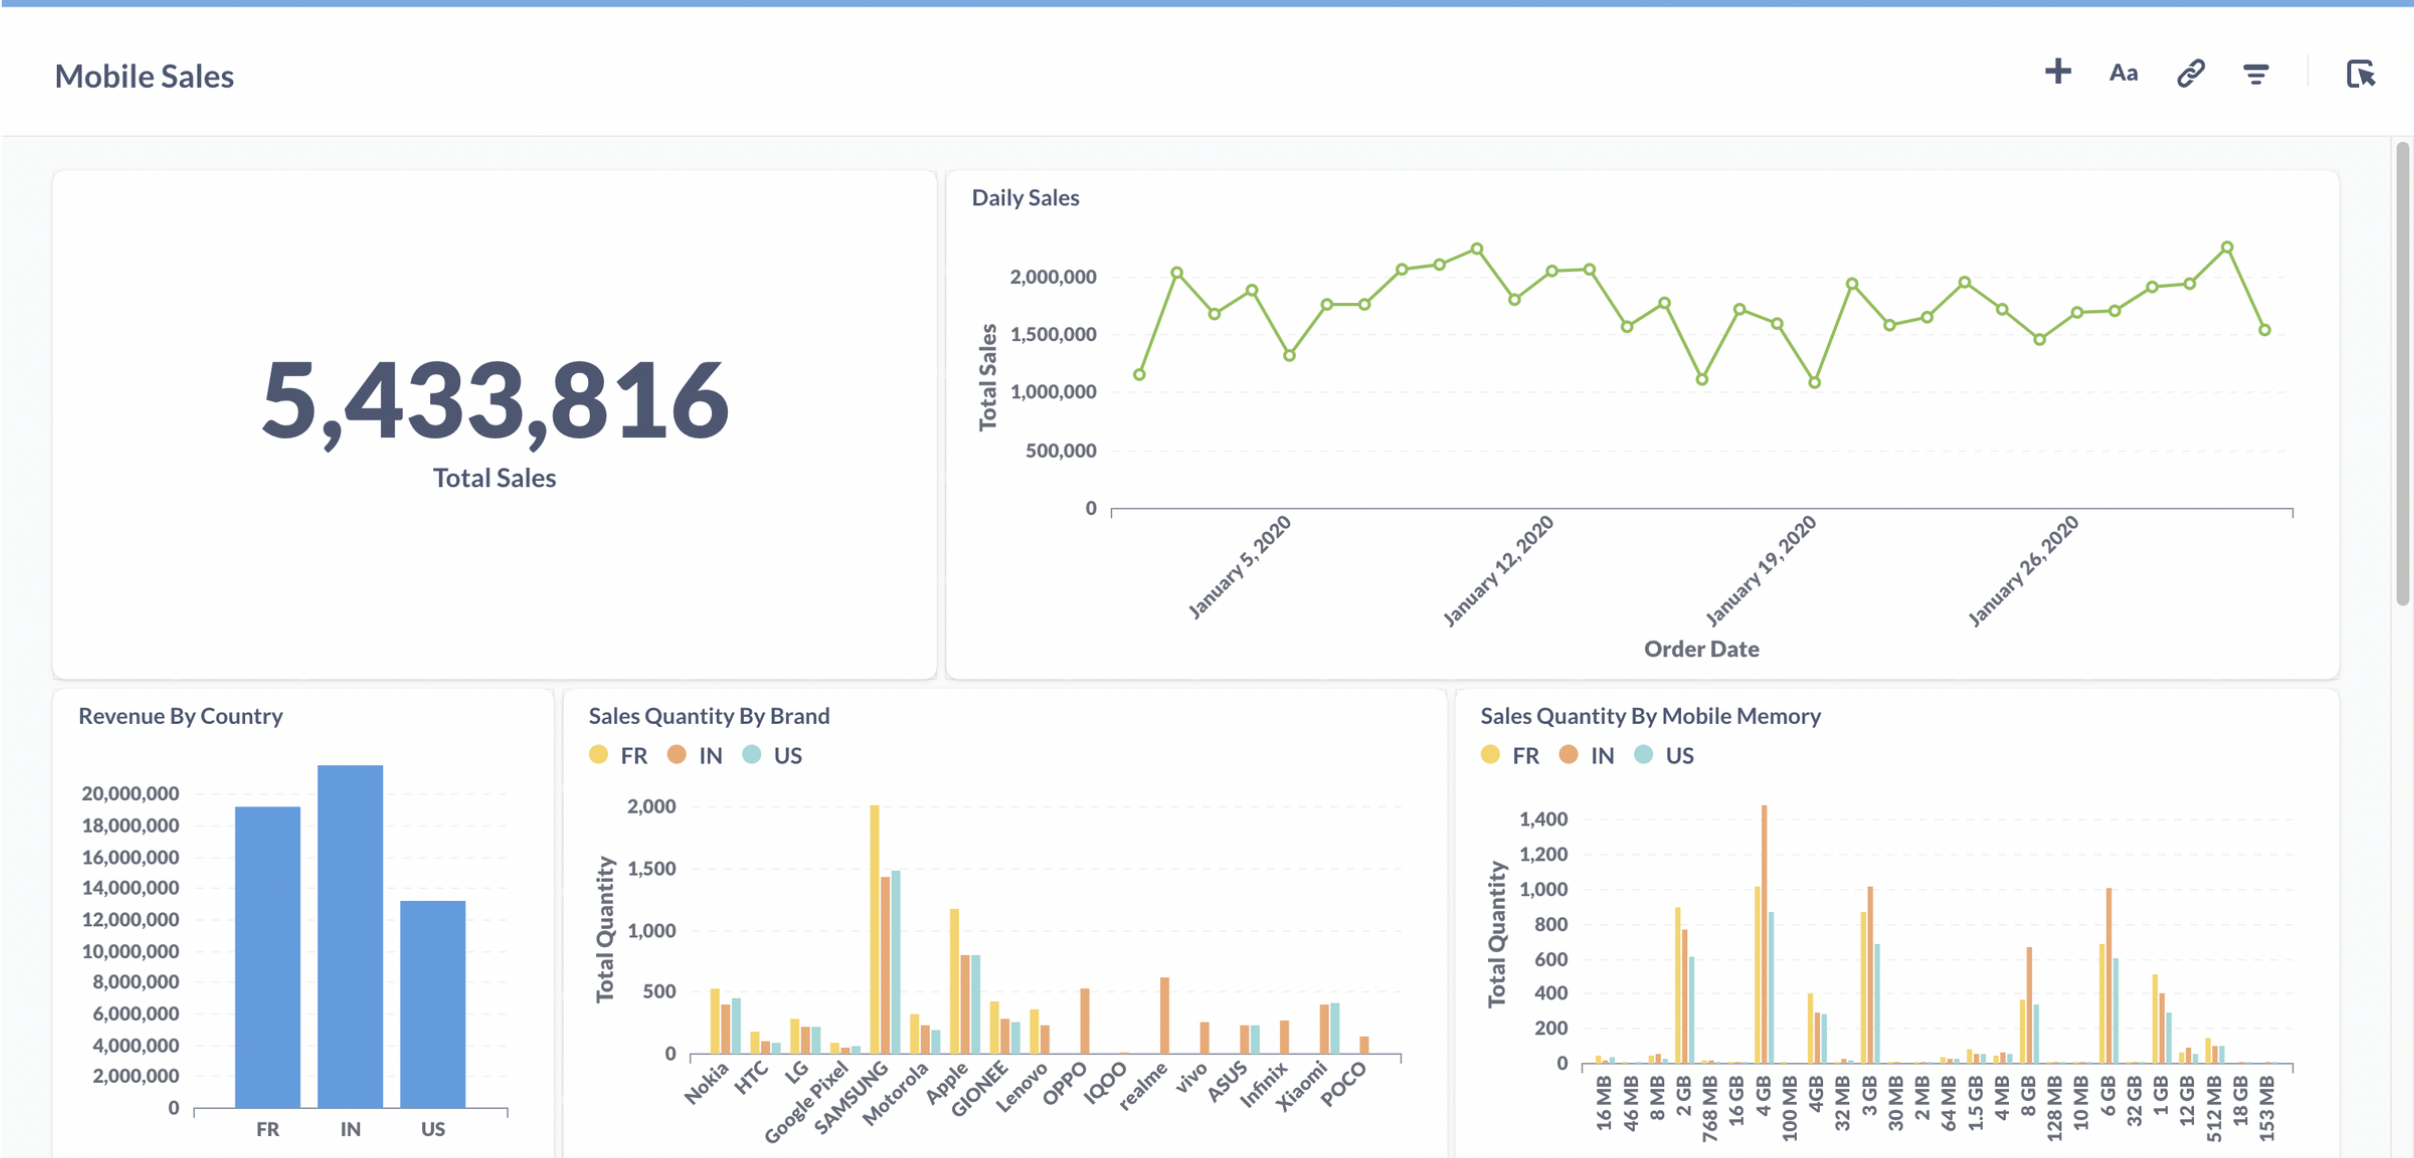 Mobile Sales
Aa
5,433,816
Total Sales
Daily Sales
Total Sales
2,000,000
1,500,000
1,000,000
500,000
0
January 5, 2020
January 12, 2020
January 19, 2020
January 26, 2020
Order Date
Revenue By Country
20,000,000
18,000,000
16,000,000
14,000,000
12,000,000
10,000,000
8,000,000
6,000,000
4,000,000
2,000,000
0
FR IN US
Sales Quantity By Brand
FR IN US
Total Quantity
2,000
1,500
1,000
500
0
Nokia
HTC
LG
Google Pixel
SAMSUNG
Motorola
Apple
GIONEE
Lenovo
OPPO
IQOO
realme
vivo
ASUS
Infinix
Xiaomi
POCO
Sales Quantity By Mobile Memory
FR IN US
Total Quantity
1,400
1,200
1,000
800
600
400
200
0
16 MB
46 MB
8 MB
2 GB
768 MB
16 GB
4 GB
100 MB
4GB
32 MB
3 GB
30 MB
2 MB
64 MB
1.5 GB
4 MB
8 GB
128 MB
10 MB
6 GB
32 GB
1 GB
12 GB
512 MB
18 GB
153 MB